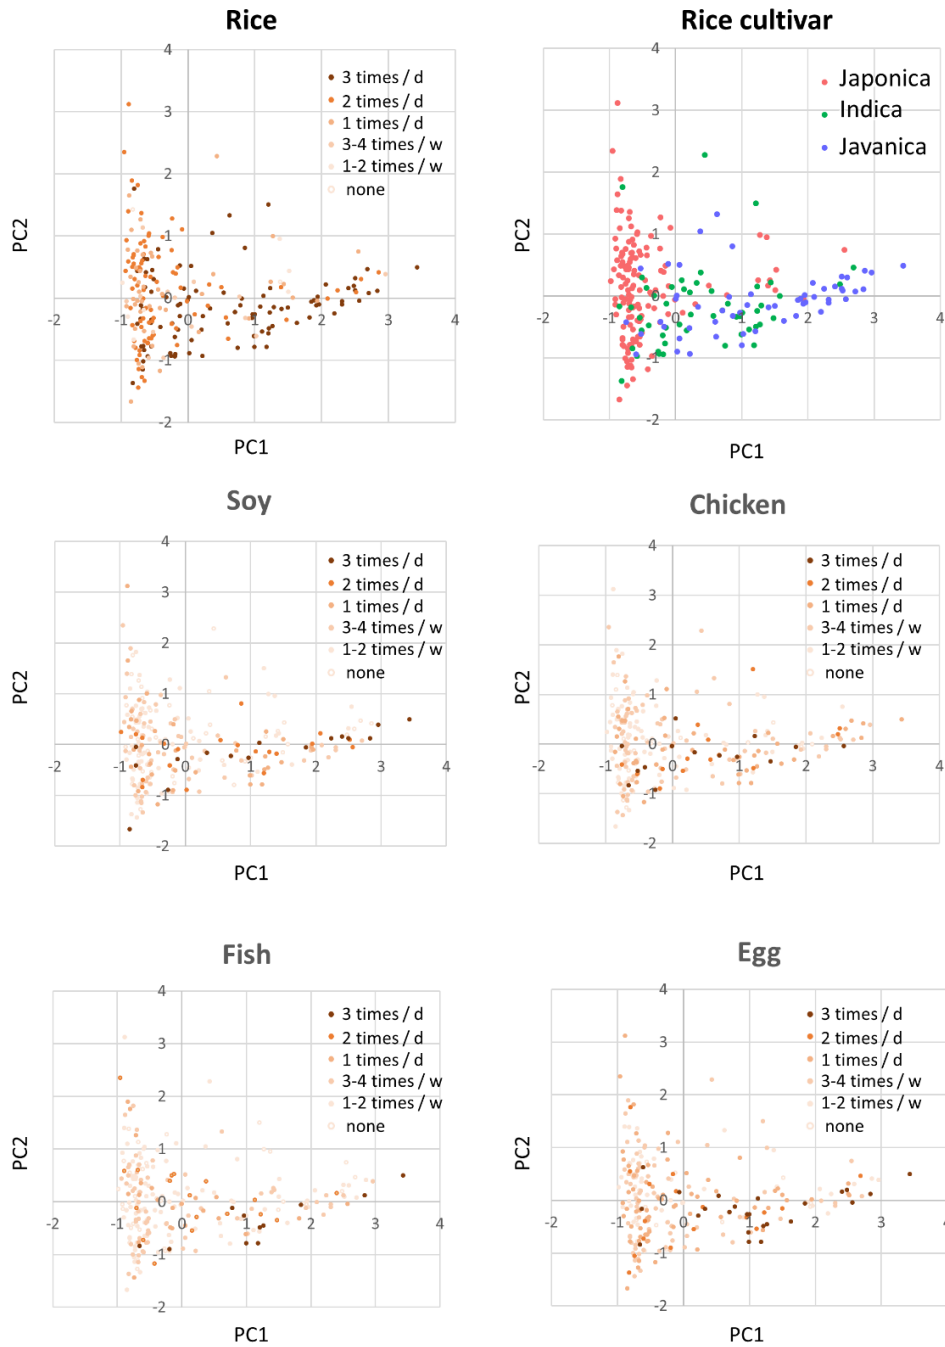 Rice
4
3
2
1
0
-1
-2
-2
-1
0
1
2
3
4
PC2
PC1
3 times / d
2 times / d
1 times / d
3-4 times / w
1-2 times / w
none
Rice cultivar
4
3
2
1
0
-1
-2
-2
-1
0
1
2
3
4
PC2
PC1
Japonica
Indica
Javanica
Soy
4
3
2
1
0
-1
-2
-2
-1
0
1
2
3
4
PC2
PC1
3 times / d
2 times / d
1 times / d
3-4 times / w
1-2 times / w
none
Chicken
4
3
2
1
0
-1
-2
-2
-1
0
1
2
3
4
PC2
PC1
3 times / d
2 times / d
1 times / d
3-4 times / w
1-2 times / w
none
Fish
4
3
2
1
0
-1
-2
-2
-1
0
1
2
3
4
PC2
PC1
3 times / d
2 times / d
1 times / d
3-4 times / w
1-2 times / w
none
Egg
4
3
2
1
0
-1
-2
-2
-1
0
1
2
3
4
PC2
PC1
3 times / d
2 times / d
1 times / d
3-4 times / w
1-2 times / w
none